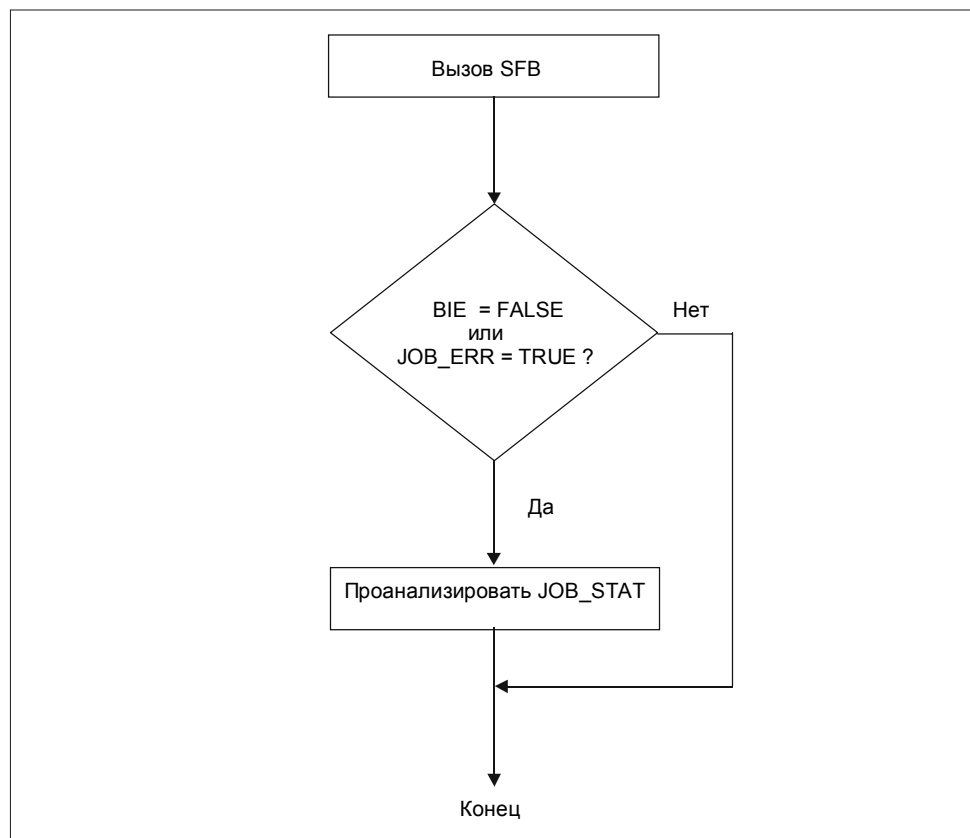 Вызов SFB
BIE = FALSE
или
JOB_ERR = TRUE ?
Нет
Да
Проанализировать JOB_STAT
Конец